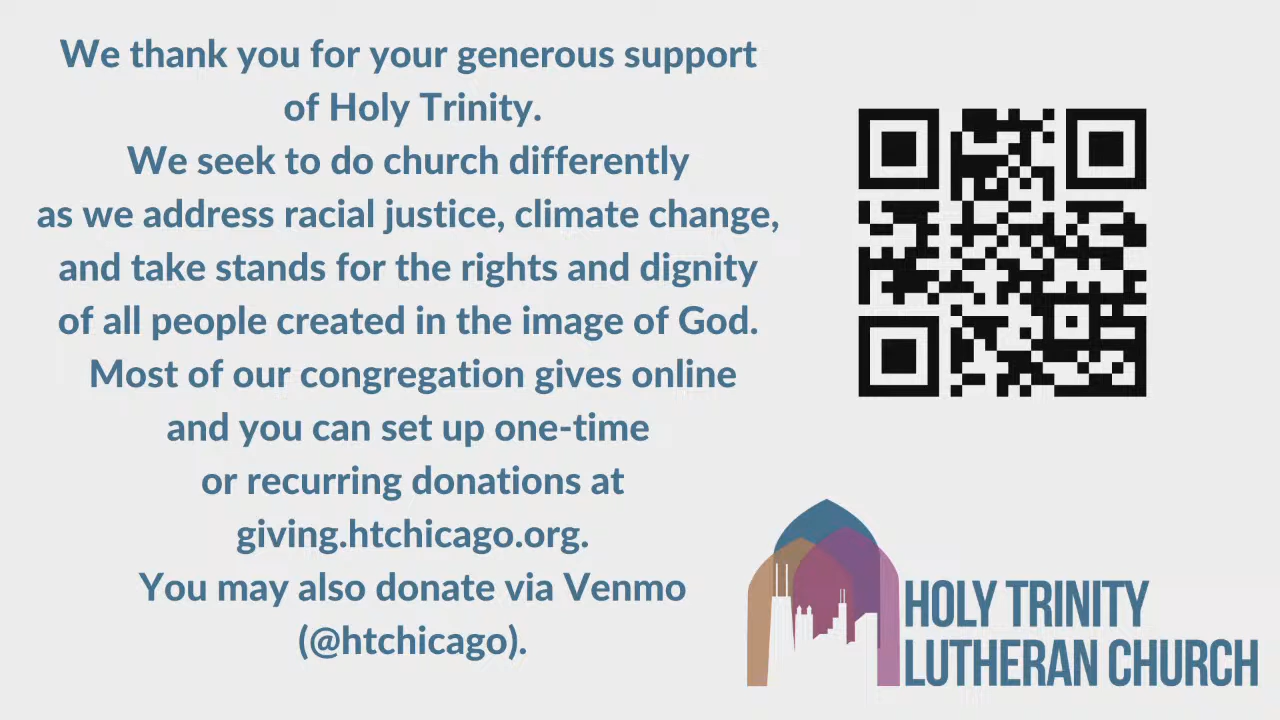 We thank you for your generous support
of Holy Trinity.
We seek to do church differently
as we address racial justice, climate change,
and take stands for the rights and dignity
of all people created in the image of God.
Most of our congregation gives online
and you can set up one-time
or recurring donations at
giving.htchicago.org.
You may also donate via Venmo
(@htchicago).
HOLY TRINITY
LUTHERAN CHURCH